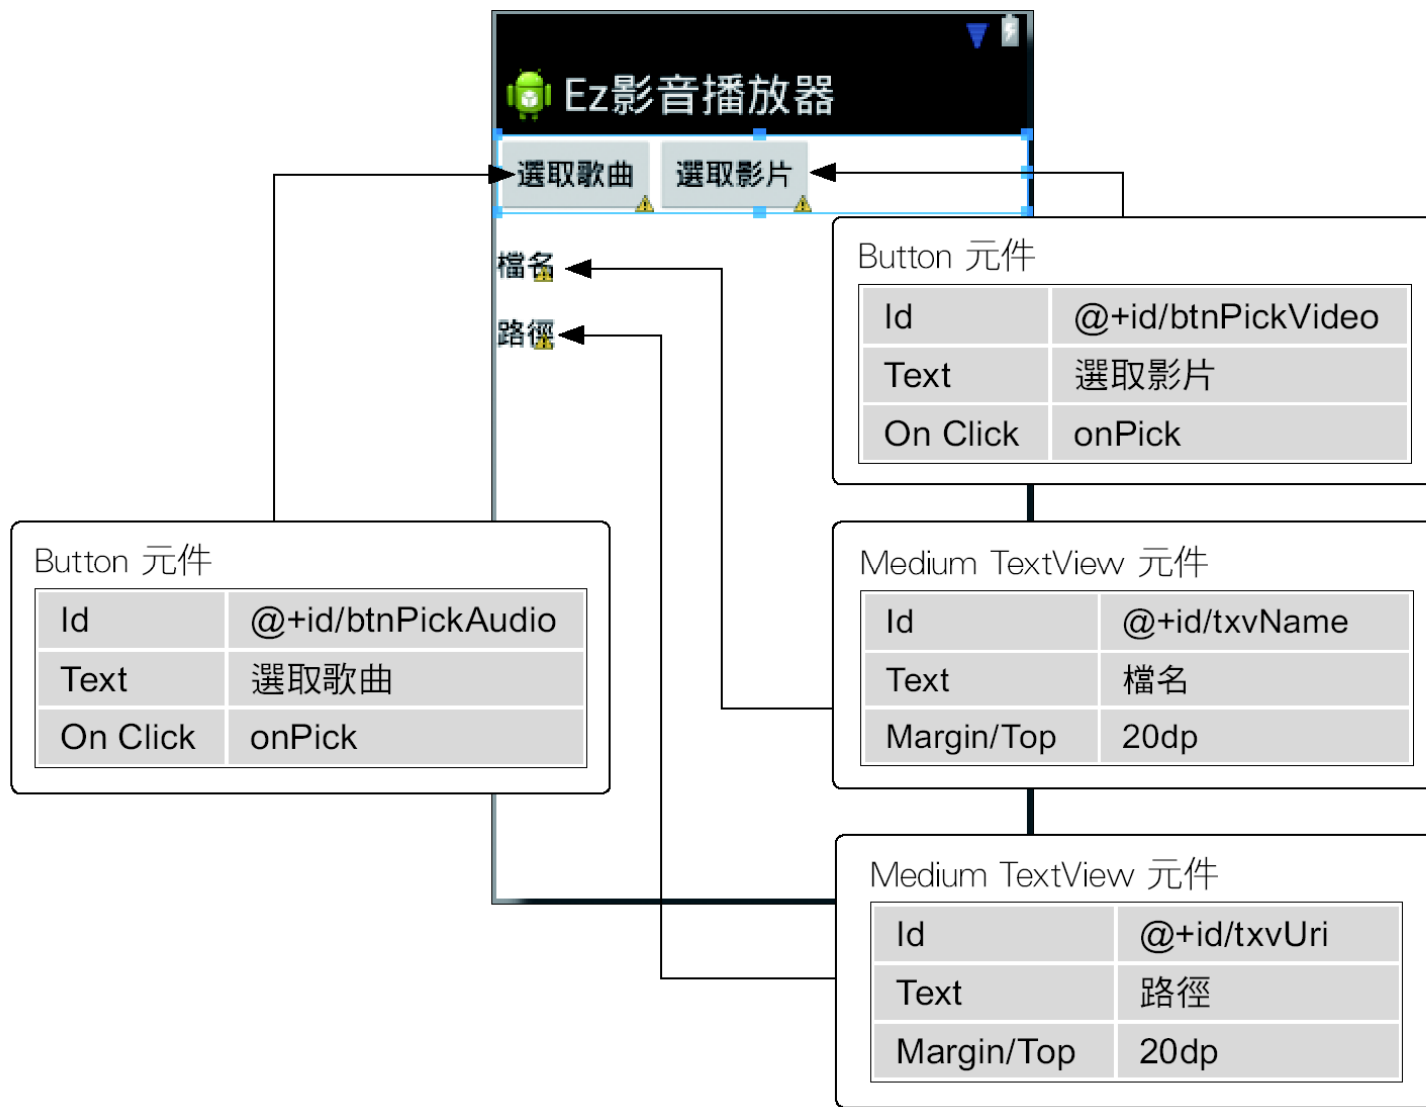 Ez影音播放器
選取歌曲 選取影片
檔名
路徑
Button 元件
Id @+id/btnPickVideo
Text 選取影片
On Click onPick
Button 元件
Id @+id/btnPickAudio
Text 選取歌曲
On Click onPick
Medium TextView 元件
Id @+id/txvName
Text 檔名
Margin/Top 20dp
Medium TextView 元件
Id @+id/txvUri
Text 路徑
Margin/Top 20dp